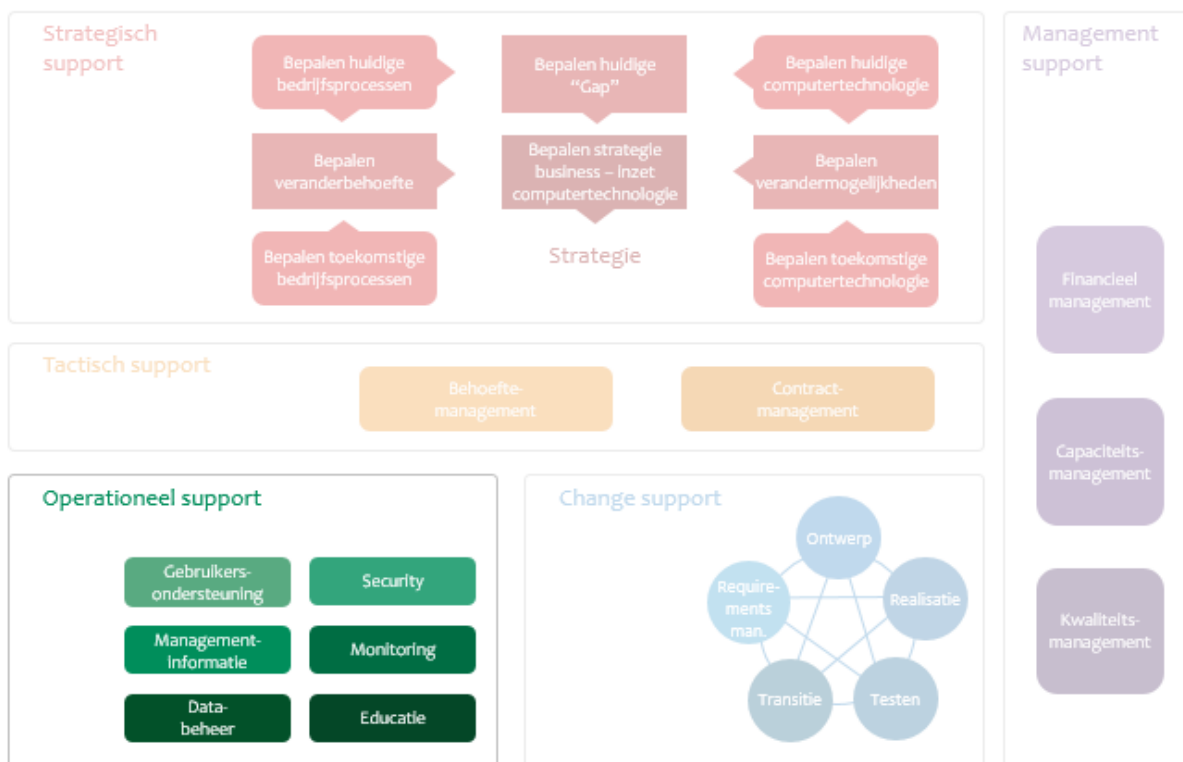 Strategisch
support
Bepalen huidige
bedrijfsprocessen
Bepalen huidige
“Gap”
Bepalen huidige
computertechnologie
Bepalen
veranderbehoefte
Bepalen strategie
business – inzet
computertechnologie
Bepalen
verandermogelijkheden
Bepalen toekomstige
bedrijfsprocessen
Strategie
Bepalen toekomstige
computertechnologie
Management
support
Financieel
management
Capaciteits-
management
Kwaliteits-
management
Tactisch support
Behoefte-
management
Contract-
management
Operationeel support
Gebruikers-
ondersteuning
Security
Management-
informatie
Monitoring
Data-
beheer
Educatie
Change support
Ontwerp
Require-
ments
man.
Realisatie
Transitie
Testen